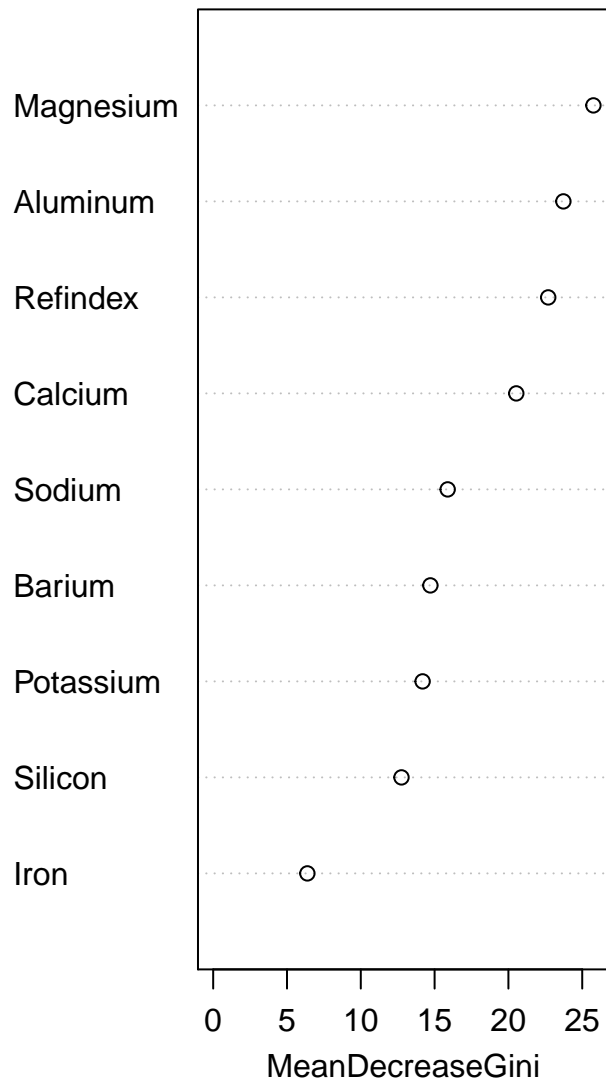 Magnesium
Aluminum
Refindex
Calcium
Sodium
Barium
Potassium
Silicon
Iron
0 5 10 15 20 25
MeanDecreaseGini